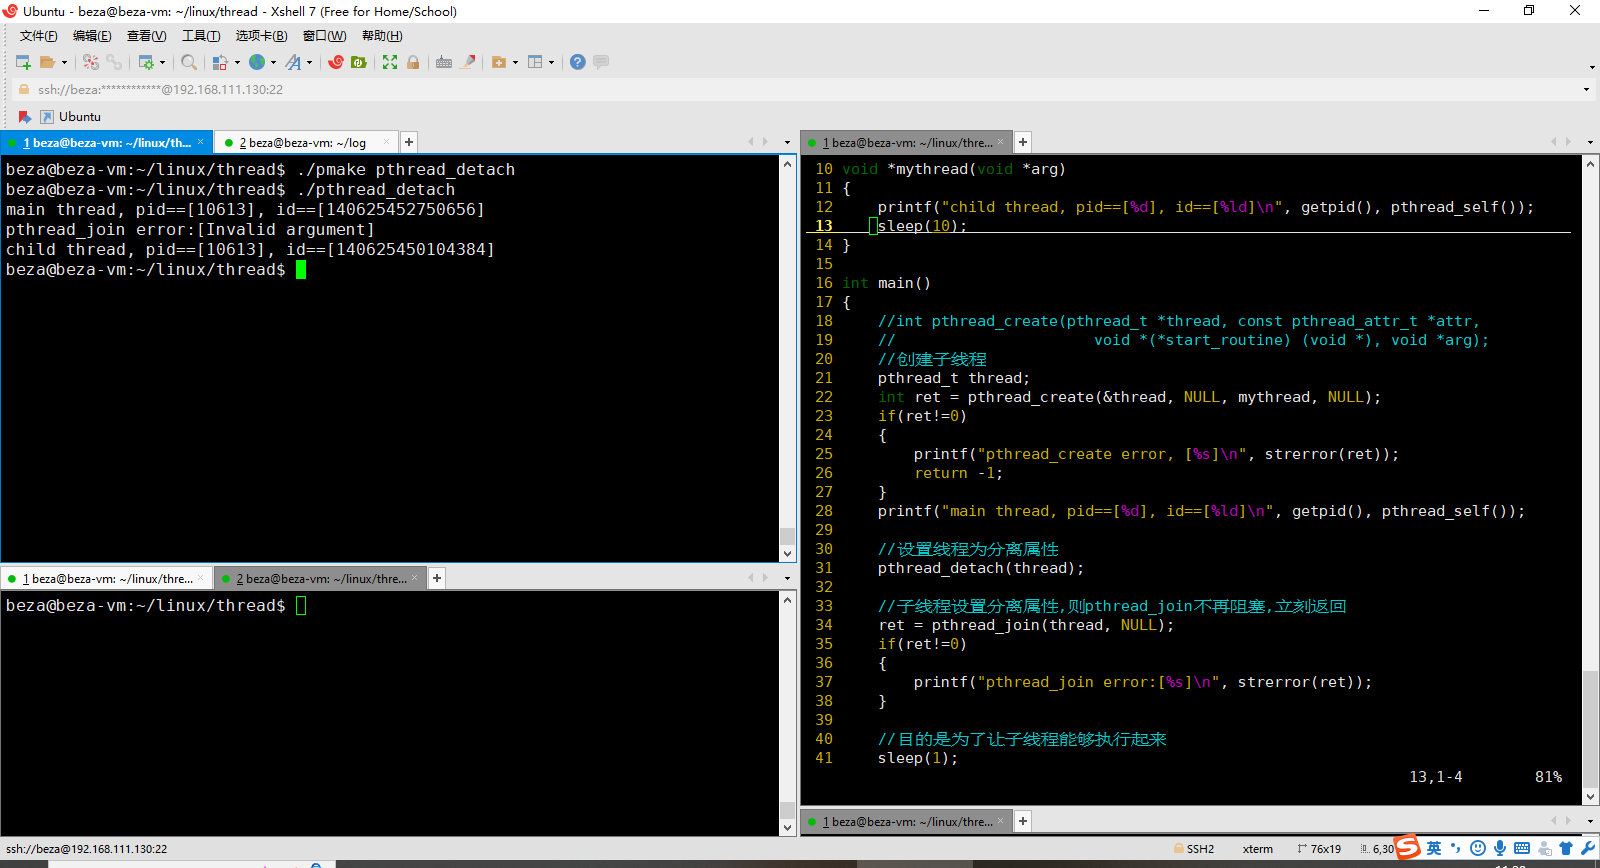 Ubuntu - beza@beza-vm: ~/linux/thread - Xshell 7 (Free for Home/School)
文件(F) 编辑(E) 查看(V) 工具(T) 选项卡(B) 窗口(W) 帮助(H)
ssh://beza:************@192.168.111.130:22
Ubuntu
1 beza@beza-vm: ~/linux/th... × 2 beza@beza-vm: ~/log × +
beza@beza-vm:~/linux/thread$ ./pmake pthread_detach
beza@beza-vm:~/linux/thread$ ./pthread_detach
main thread, pid==[10613], id==[140625452750656]
pthread_join error:[Invalid argument]
child thread, pid==[10613], id==[140625450104384]
beza@beza-vm:~/linux/thread$
1 beza@beza-vm: ~/linux/thre... × 2 beza@beza-vm: ~/linux/thre... × +
beza@beza-vm:~/linux/thread$
1 beza@beza-vm: ~/linux/thre... × +
10 void *mythread(void *arg)
11 {
12     printf("child thread, pid==[%d], id==[%ld]\n", getpid(), pthread_self());
13     sleep(10);
14 }
15
16 int main()
17 {
18     //int pthread_create(pthread_t *thread, const pthread_attr_t *attr,
19     //                      void *(*start_routine) (void *), void *arg);
20     //创建子线程
21     pthread_t thread;
22     int ret = pthread_create(&thread, NULL, mythread, NULL);
23     if(ret!=0)
24     {
25         printf("pthread_create error, [%s]\n", strerror(ret));
26         return -1;
27     }
28     printf("main thread, pid==[%d], id==[%ld]\n", getpid(), pthread_self());
29
30     //设置线程为分离属性
31     pthread_detach(thread);
32
33     //子线程设置分离属性,则pthread_join不再阻塞,立刻返回
34     ret = pthread_join(thread, NULL);
35     if(ret!=0)
36     {
37         printf("pthread_join error:[%s]\n", strerror(ret));
38     }
39
40     //目的是为了让子线程能够执行起来
41     sleep(1);
13,1-4 81%
1 beza@beza-vm: ~/linux/thre... × +
ssh://beza@192.168.111.130:22 SSH2 xterm 76x19 6,30 英